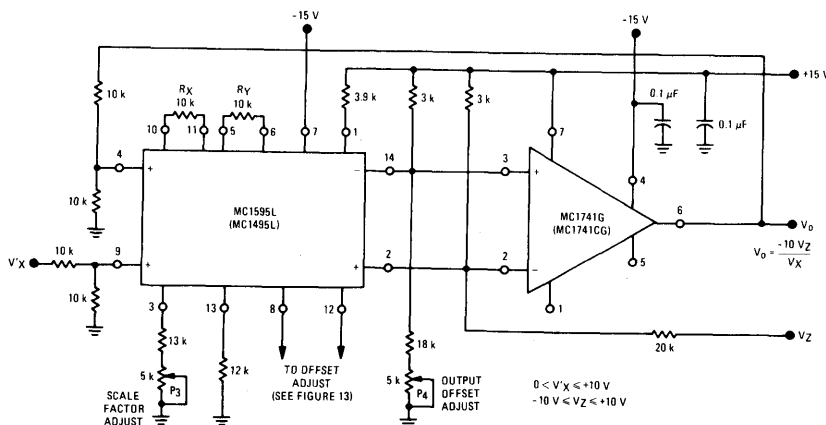 -15 V
-15 V
+15 V
10 k
RX
10 k
RY
10 k
3.9 k
3 k
3 k
0.1 µF
0.1 µF
10
11
5
6
7
1
7
4
4
+
−
14
3
+
MC1595L
(MC1495L)
MC1741G
(MC1741CG)
6
Vo
Vo = -10 VZ / VX
10 k
V'X
10 k
9
+
+
2
2
−
5
10 k
1
VZ
3
13
8
12
20 k
13 k
18 k
5 k
P3
12 k
TO OFFSET
ADJUST
(SEE FIGURE 13)
5 k
P4
OUTPUT
OFFSET
ADJUST
SCALE
FACTOR
ADJUST
0 < V'X ≤ +10 V
-10 V ≤ VZ ≤ +10 V